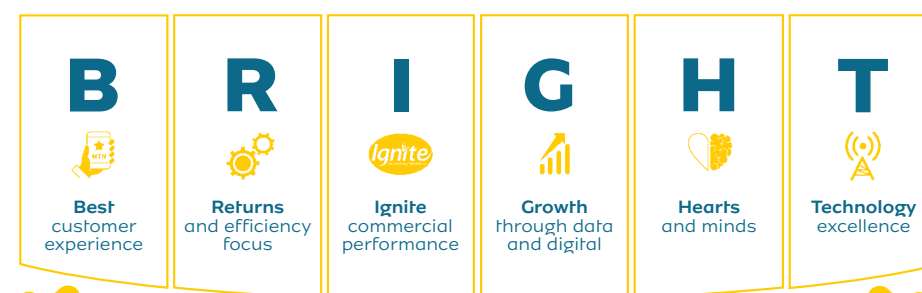 B
R
I
G
H
T
MTN
Ignite
Best
customer
experience
Returns
and efficiency
focus
Ignite
commercial
performance
Growth
through data
and digital
Hearts
and minds
Technology
excellence